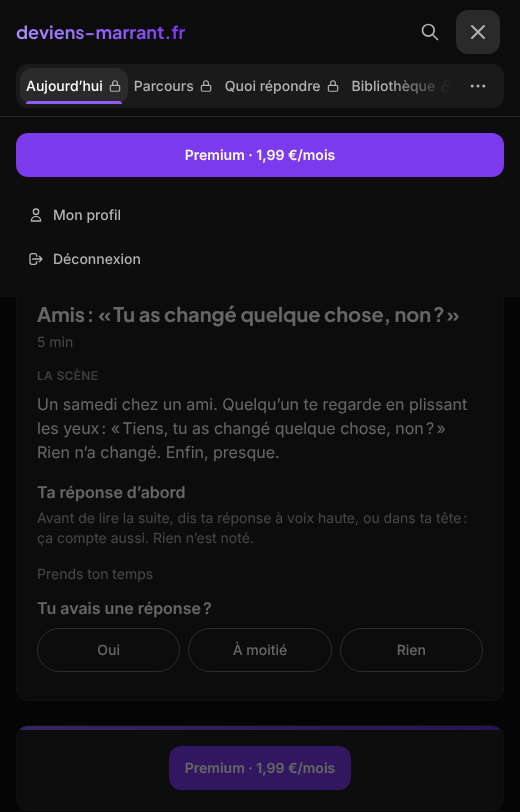 deviens-marrant.fr
Aujourd’hui Parcours Quoi répondre Bibliothèque
Premium · 1,99 €/mois
Mon profil
Déconnexion
Amis : « Tu as changé quelque chose, non ? »
5 min
LA SCÈNE
Un samedi chez un ami. Quelqu’un te regarde en plissant
les yeux : « Tiens, tu as changé quelque chose, non ? »
Rien n’a changé. Enfin, presque.
Ta réponse d’abord
Avant de lire la suite, dis ta réponse à voix haute, ou dans ta tête :
ça compte aussi. Rien n’est noté.
Prends ton temps
Tu avais une réponse ?
Oui À moitié Rien
Premium · 1,99 €/mois